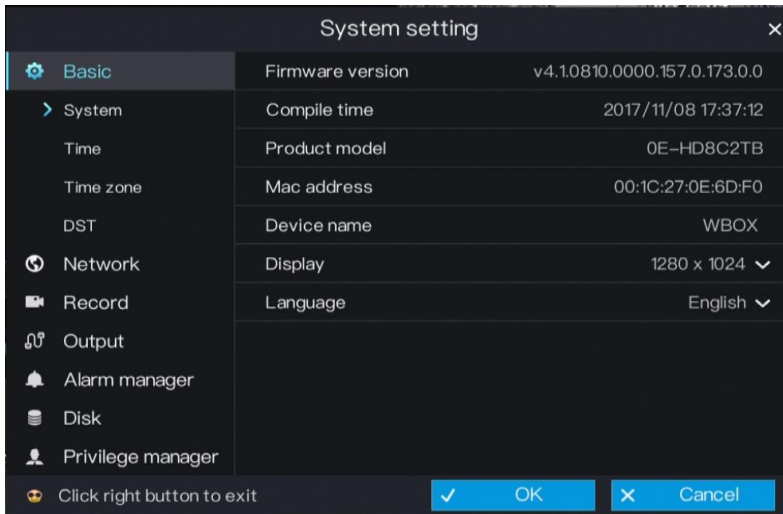 System setting
Basic
System
Time
Time zone
DST
Network
Record
Output
Alarm manager
Disk
Privilege manager
Firmware version v4.1.0810.0000.157.0.173.0.0
Compile time 2017/11/08 17:37:12
Product model 0E-HD8C2TB
Mac address 00:1C:27:0E:6D:F0
Device name WBOX
Display 1280 x 1024
Language English
Click right button to exit
OK
Cancel